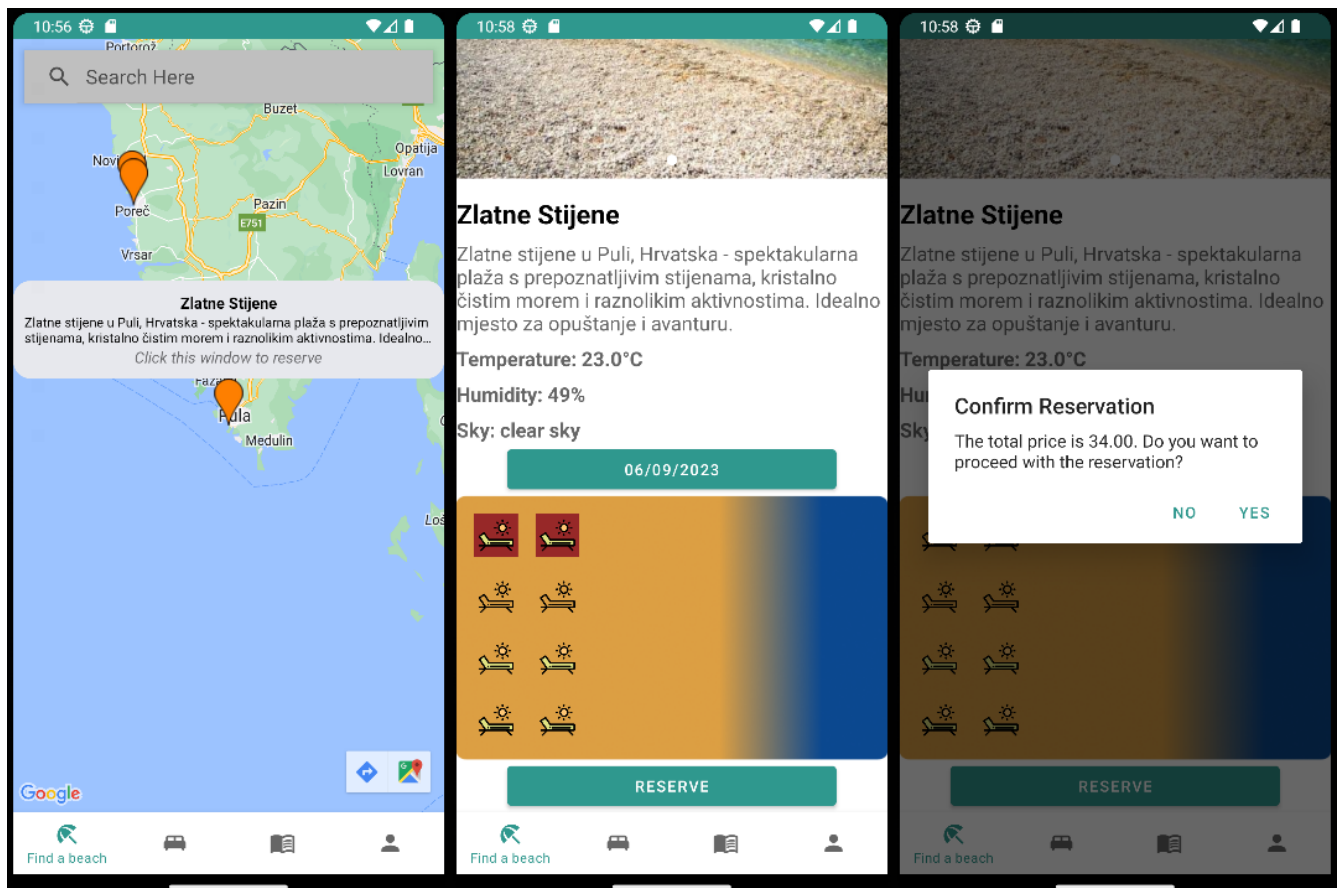 10:56
Portorož
Search Here
Buzet
Opatija
Novi
Lovran
Pazin
Poreč
E751
Vrsar
Zlatne Stijene
Zlatne stijene u Puli, Hrvatska - spektakularna plaža s prepoznatljivim
stijenama, kristalno čistim morem i raznolikim aktivnostima. Idealno...
Click this window to reserve
Pula
Medulin
Loš
Google
Find a beach
10:58
Zlatne Stijene
Zlatne stijene u Puli, Hrvatska - spektakularna
plaža s prepoznatljivim stijenama, kristalno
čistim morem i raznolikim aktivnostima. Idealno
mjesto za opuštanje i avanturu.
Temperature: 23.0°C
Humidity: 49%
Sky: clear sky
06/09/2023
RESERVE
Find a beach
10:58
Zlatne Stijene
Zlatne stijene u Puli, Hrvatska - spektakularna
plaža s prepoznatljivim stijenama, kristalno
čistim morem i raznolikim aktivnostima. Idealno
mjesto za opuštanje i avanturu.
Temperature: 23.0°C
Hu
Sky
Confirm Reservation
The total price is 34.00. Do you want to
proceed with the reservation?
NO YES
RESERVE
Find a beach